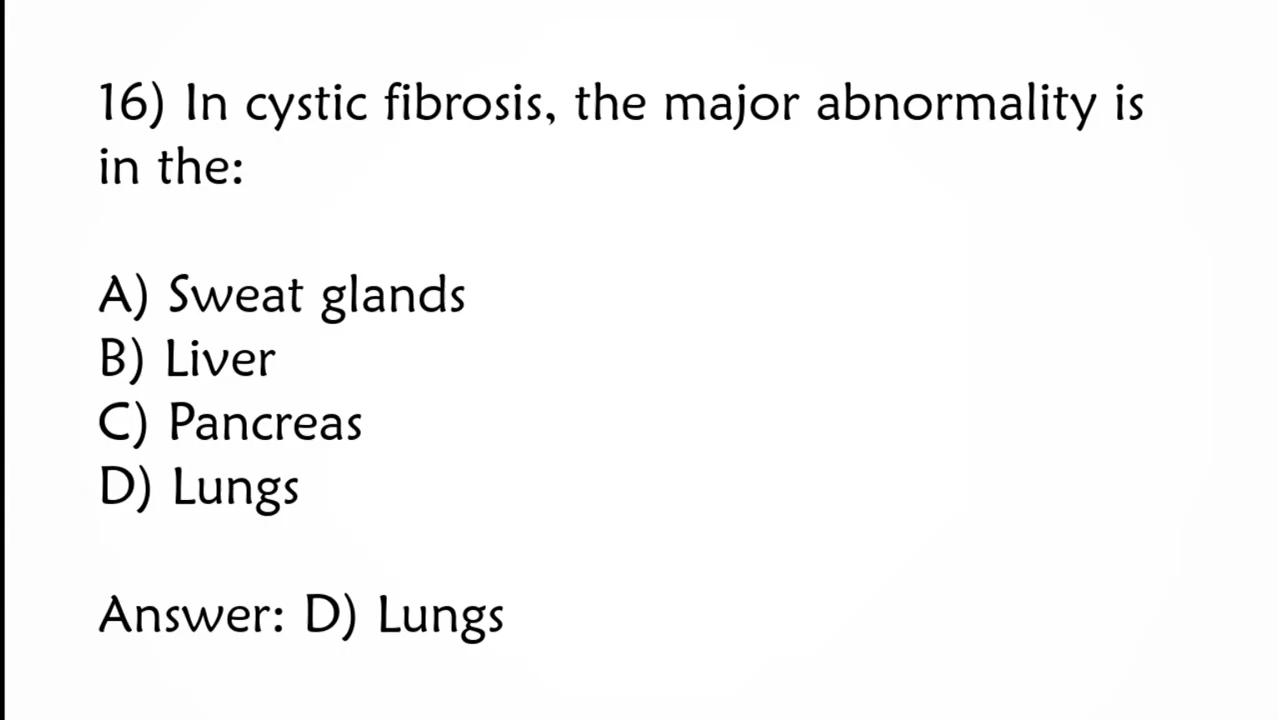 16) In cystic fibrosis, the major abnormality is
in the:
A) Sweat glands
B) Liver
C) Pancreas
D) Lungs
Answer: D) Lungs